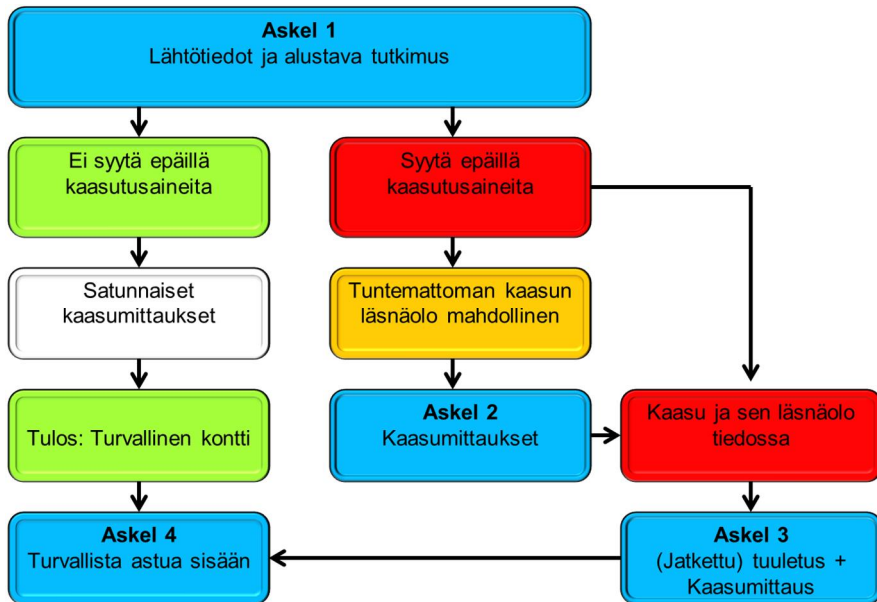 Askel 1
Lähtötiedot ja alustava tutkimus
Ei syytä epäillä
kaasutusaineita
Syytä epäillä
kaasutusaineita
Satunnaiset
kaasumittaukset
Tuntemattoman kaasun
läsnäolo mahdollinen
Tulos: Turvallinen kontti
Askel 2
Kaasumittaukset
Kaasu ja sen läsnäolo
tiedossa
Askel 4
Turvallista astua sisään
Askel 3
(Jatkettu) tuuletus +
Kaasumittaus